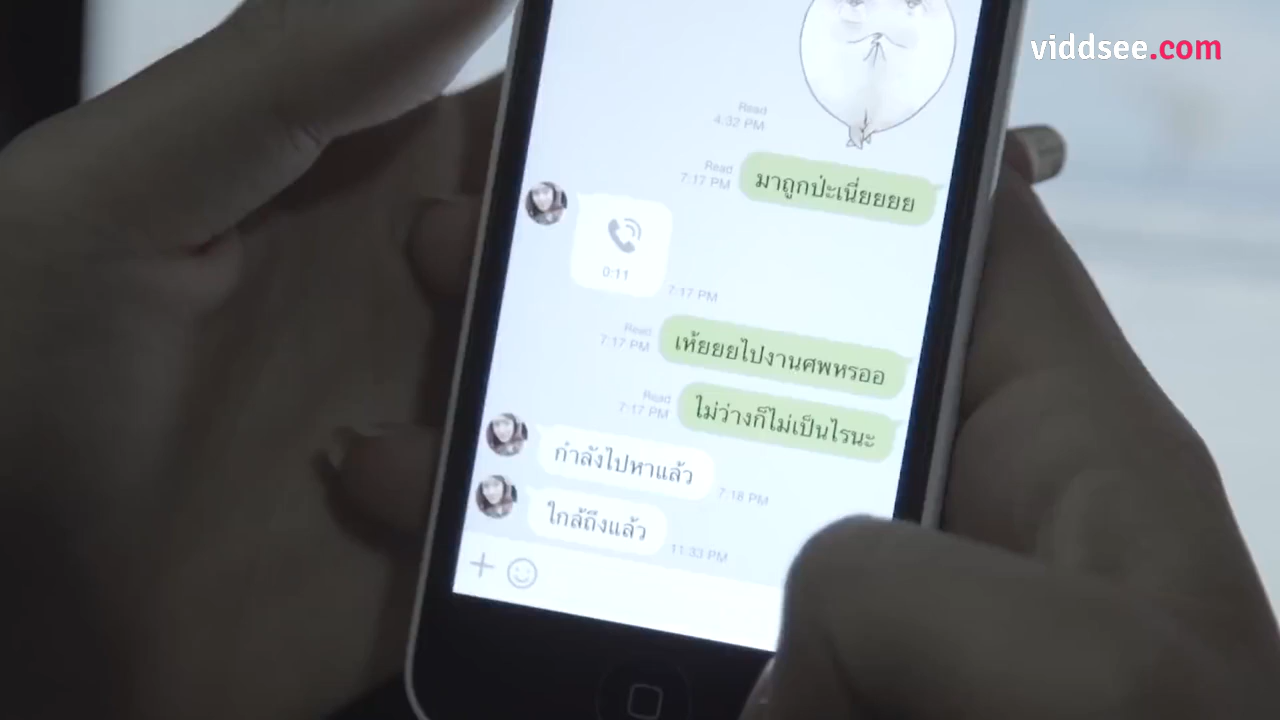 viddsee.com
Read
4:32 PM
Read
7:17 PM
มาถูกป่ะเนี่ยยยย
0:11
7:17 PM
Read
7:17 PM
เห้ยยยไปงานศพหรออ
Read
7:17 PM
ไม่ว่างก็ไม่เป็นไรนะ
กำลังไปหาแล้ว
7:18 PM
ใกล้ถึงแล้ว
11:33 PM